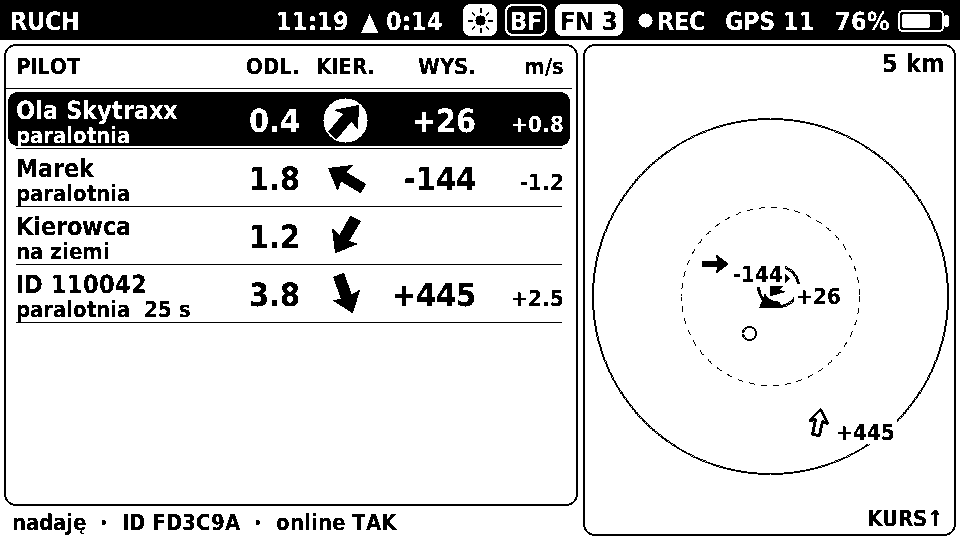 RUCH 11:19 ▲ 0:14 BF FN 3 ●REC GPS 11 76%
PILOT ODL. KIER. WYS. m/s
Ola Skytraxx
paralotnia
0.4 +26 +0.8
Marek
paralotnia
1.8 -144 -1.2
Kierowca
na ziemi
1.2
ID 110042
paralotnia 25 s
3.8 +445 +2.5
nadaję · ID FD3C9A · online TAK
5 km
-144
+26
+445
KURS↑